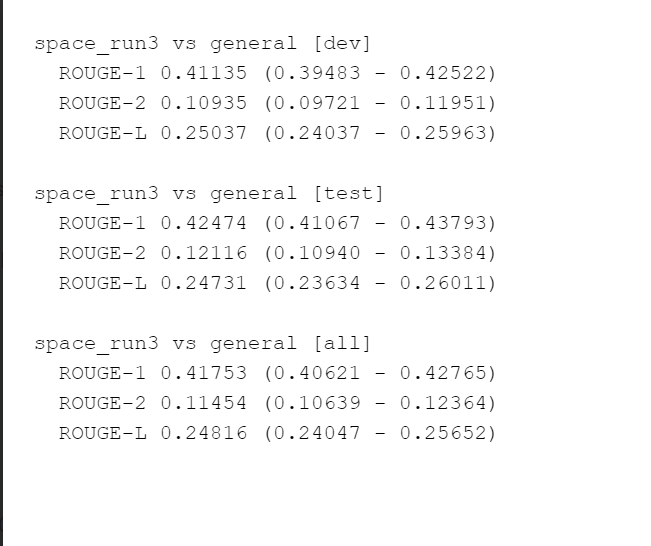 space_run3 vs general [dev]
ROUGE-1 0.41135 (0.39483 - 0.42522)
ROUGE-2 0.10935 (0.09721 - 0.11951)
ROUGE-L 0.25037 (0.24037 - 0.25963)
space_run3 vs general [test]
ROUGE-1 0.42474 (0.41067 - 0.43793)
ROUGE-2 0.12116 (0.10940 - 0.13384)
ROUGE-L 0.24731 (0.23634 - 0.26011)
space_run3 vs general [all]
ROUGE-1 0.41753 (0.40621 - 0.42765)
ROUGE-2 0.11454 (0.10639 - 0.12364)
ROUGE-L 0.24816 (0.24047 - 0.25652)